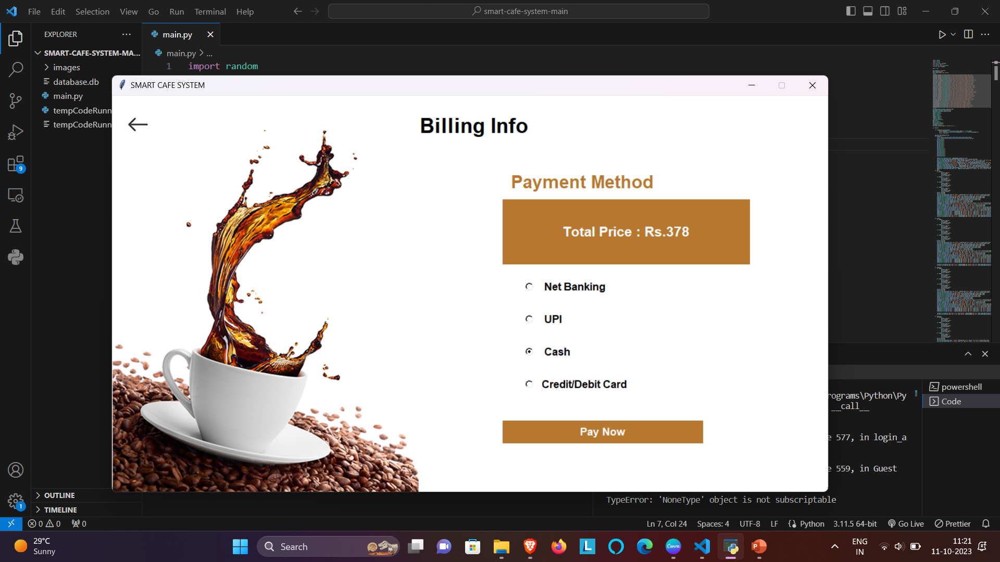 File Edit Selection View Go Run Terminal Help
smart-cafe-system-main
EXPLORER
main.py
SMART-CAFE-SYSTEM-MA...
main.py > ...
images
1 import random
database.db
main.py
tempCodeRunn
tempCodeRunn
SMART CAFE SYSTEM
Billing Info
Payment Method
Total Price : Rs.378
Net Banking
UPI
Cash
Credit/Debit Card
Pay Now
9
powershell
Code
rograms\Python\Py
__call__
e 577, in login_a
e 559, in Guest
TypeError: 'NoneType' object is not subscriptable
OUTLINE
TIMELINE
1
0 0 0
Ln 7, Col 24 Spaces: 4 UTF-8 LF Python 3.11.5 64-bit Go Live Prettier
29°C
Sunny
Search
Canva
ENG
IN
11:21
11-10-2023